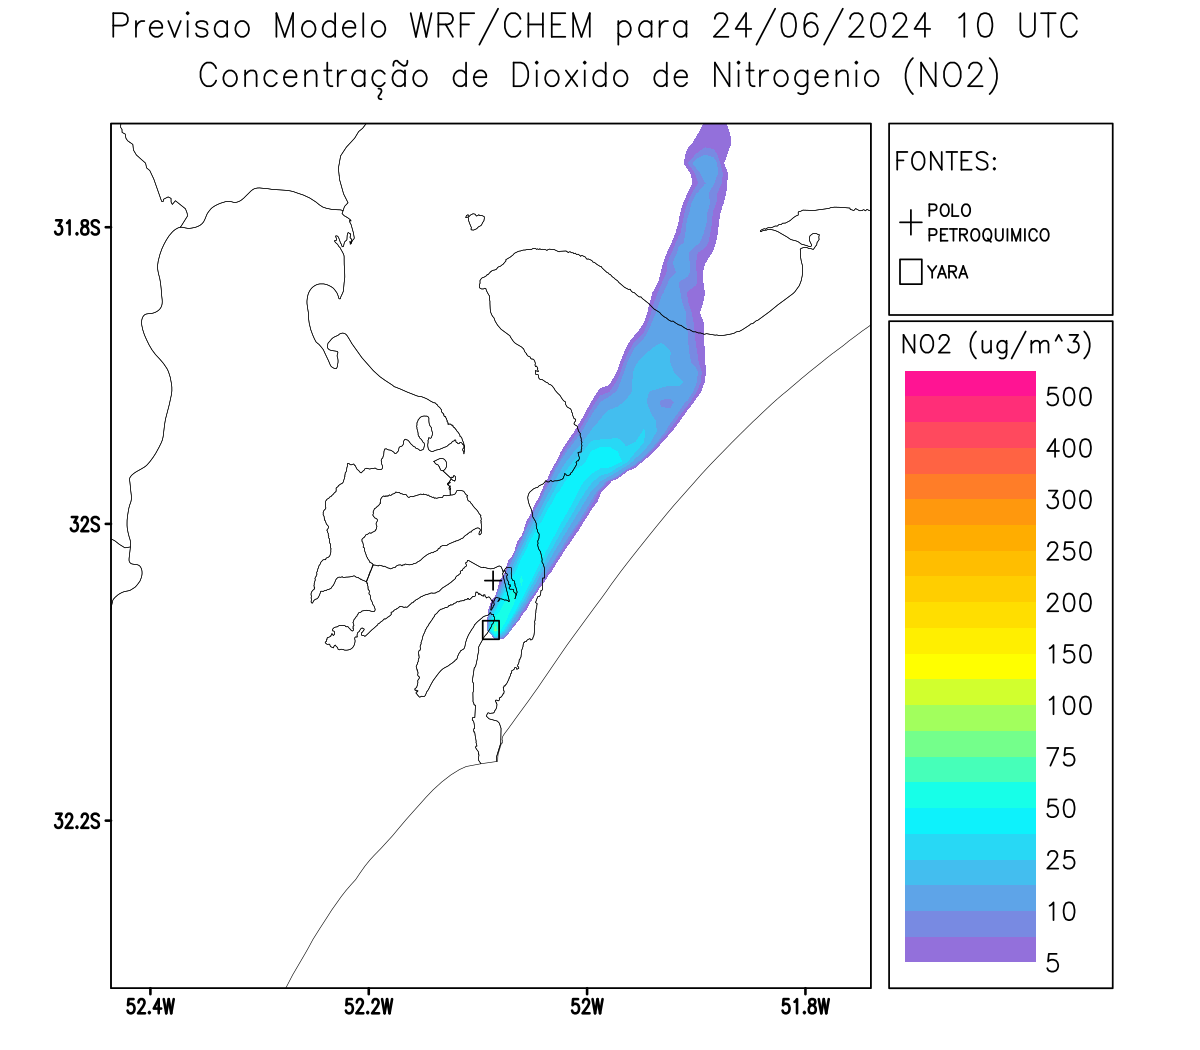 Previsao Modelo WRF/CHEM para 24/06/2024 10 UTC
Concentração de Dioxido de Nitrogenio (NO2)
FONTES:
POLO
PETROQUIMICO
YARA
31.8S
32S
32.2S
52.4W
52.2W
52W
51.8W
NO2 (ug/m^3)
500
400
300
250
200
150
100
75
50
25
10
5